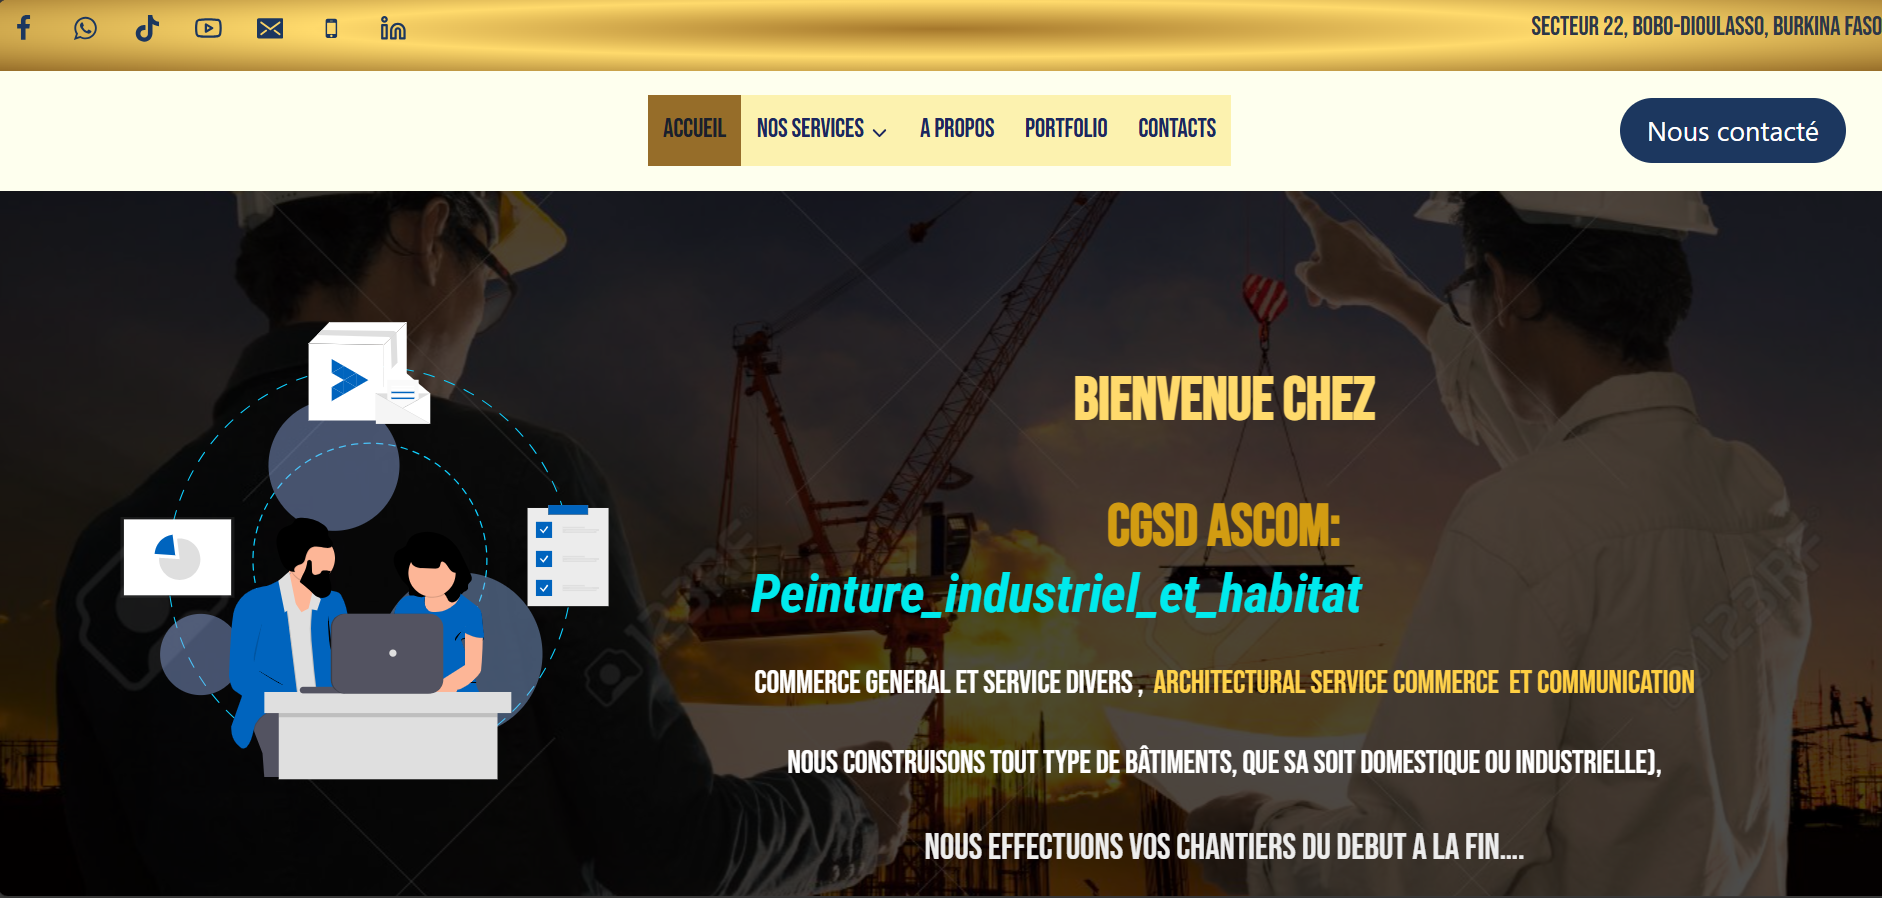 SECTEUR 22, BOBO-DIOULASSO, BURKINA FASO
ACCUEIL NOS SERVICES A PROPOS PORTFOLIO CONTACTS
Nous contacté
BIENVENUE CHEZ
CGSD ASCOM:
Peinture_industriel_et_habitat
COMMERCE GENERAL ET SERVICE DIVERS , ARCHITECTURAL SERVICE COMMERCE ET COMMUNICATION
NOUS CONSTRUISONS TOUT TYPE DE BÂTIMENTS, QUE SA SOIT DOMESTIQUE OU INDUSTRIELLE),
NOUS EFFECTUONS VOS CHANTIERS DU DEBUT A LA FIN....
123RF
123RF